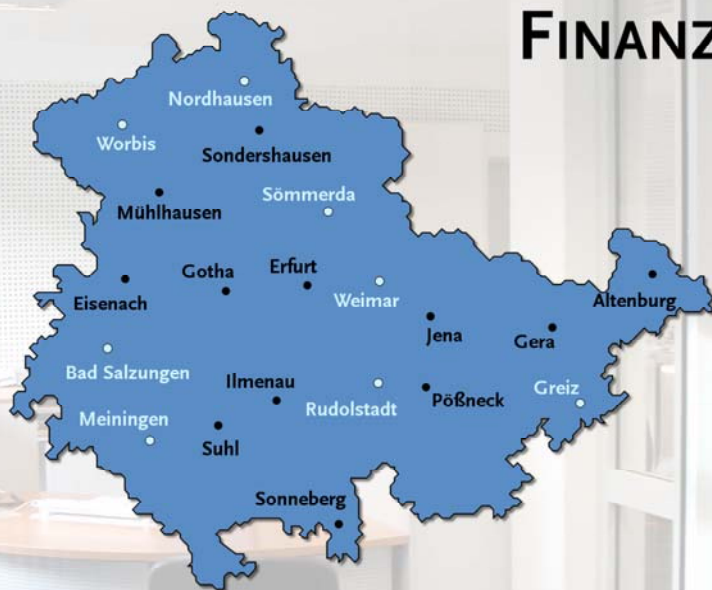 FINANZ
Nordhausen
Worbis
Sondershausen
Sömmerda
Mühlhausen
Gotha
Erfurt
Eisenach
Weimar
Altenburg
Jena
Gera
Bad Salzungen
Ilmenau
Greiz
Pößneck
Rudolstadt
Meiningen
Suhl
Sonneberg